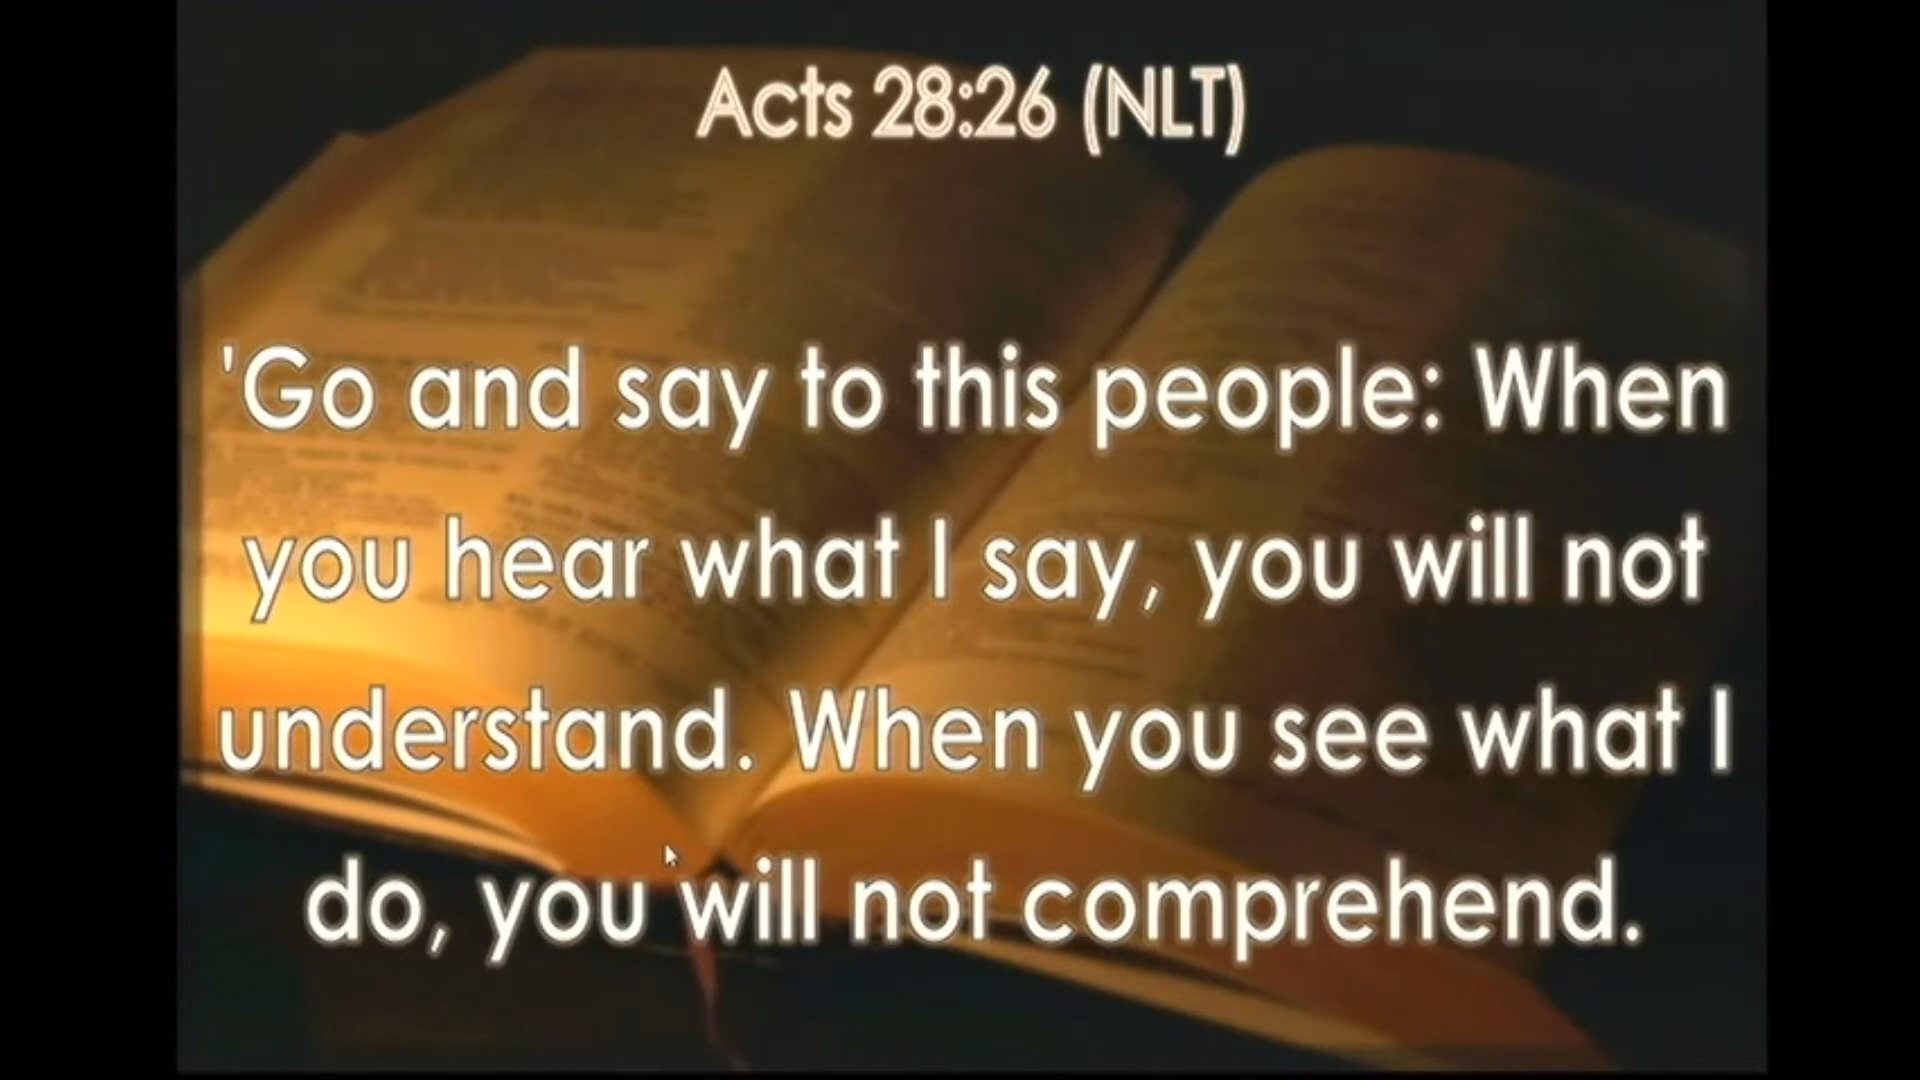 Acts 28:26 (NLT)
'Go and say to this people: When
you hear what I say, you will not
understand. When you see what I
do, you will not comprehend.